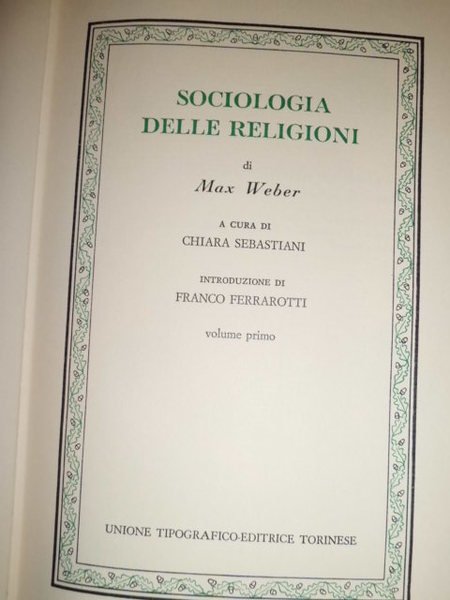 SOCIOLOGIA
DELLE RELIGIONI
di
Max Weber
A CURA DI
CHIARA SEBASTIANI
INTRODUZIONE DI
FRANCO FERRAROTTI
volume primo
UNIONE TIPOGRAFICO-EDITRICE TORINESE